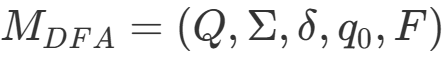 M_{DFA} = (Q, Σ, δ, q_0, F)